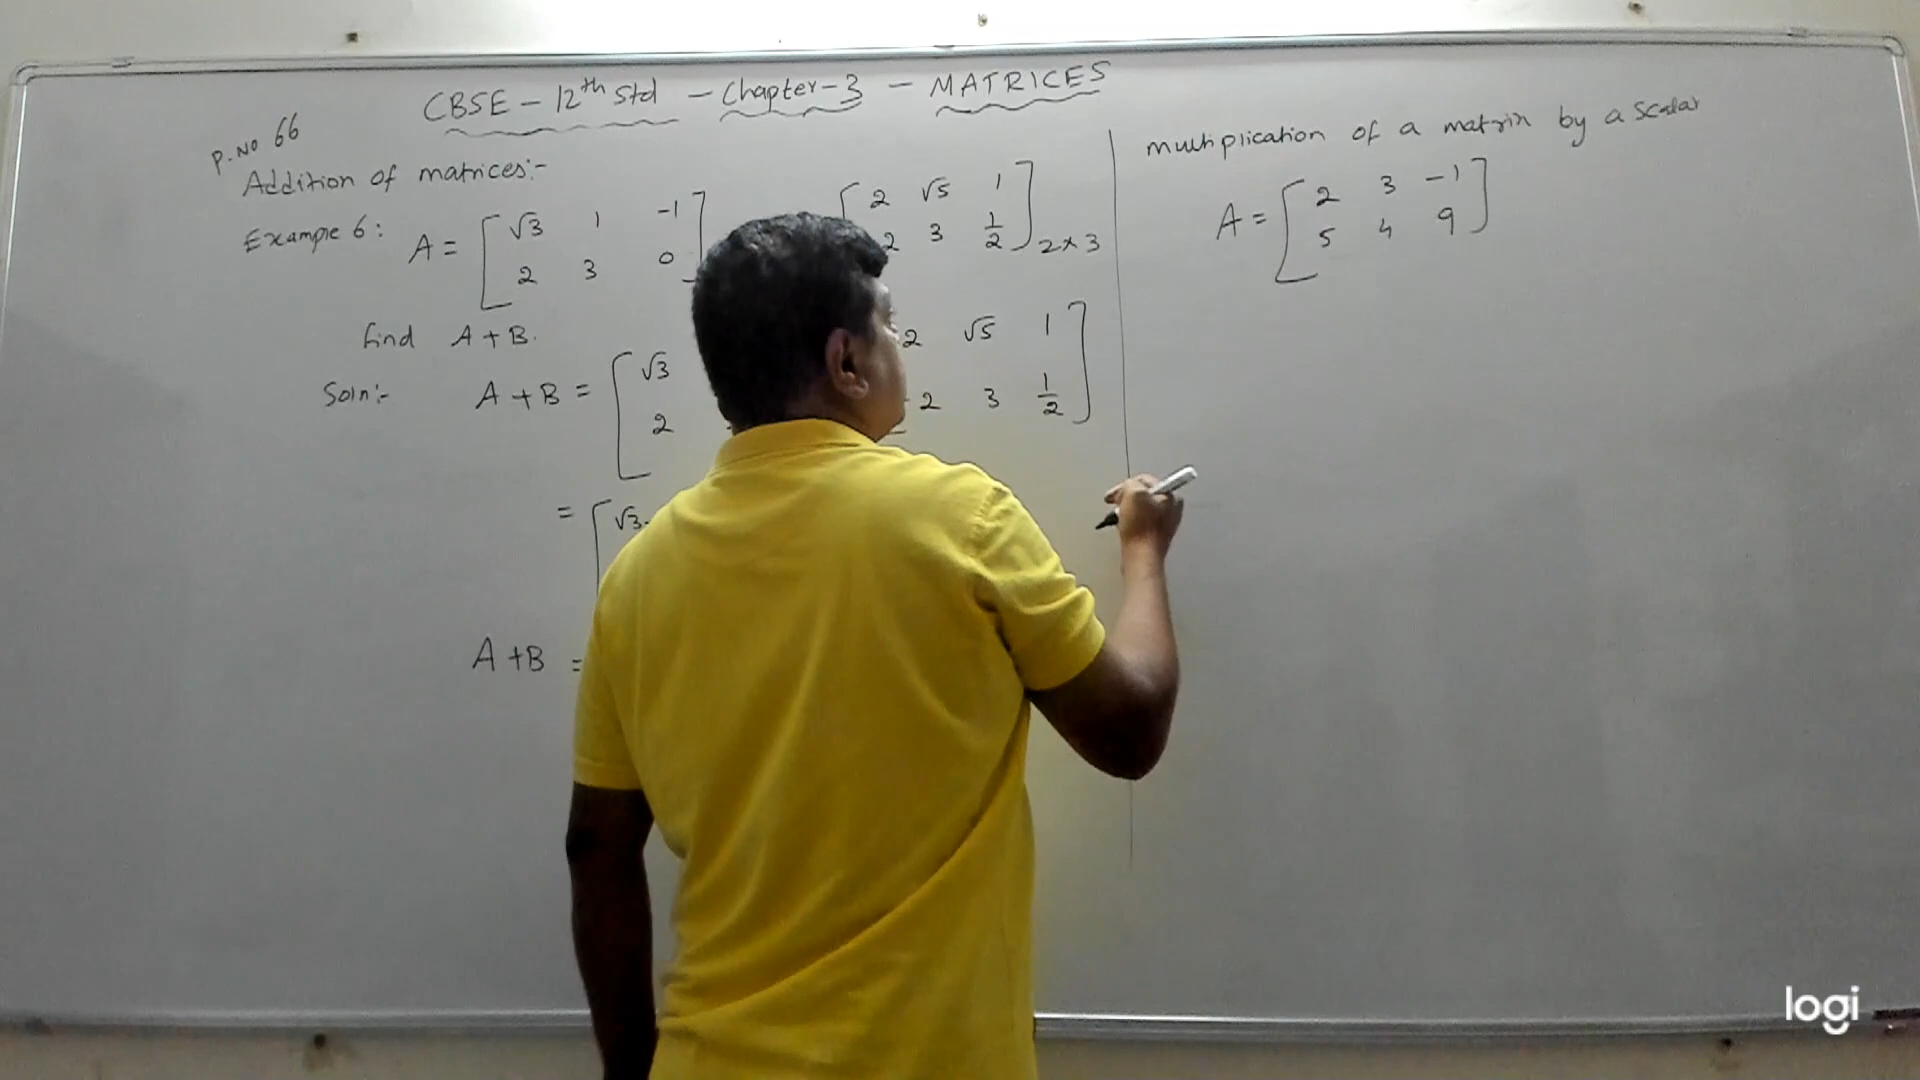 CBSE - 12th Std - Chapter-3 - MATRICES
P.NO 66
Addition of matrices:-
Example 6: A = [ √3 1 -1
2 3 0 ]
[ 2 √5 1
2 3 1/2 ] 2×3
find A + B.
Soln:- A + B = [ √3
2
2 √5 1
2 3 1/2 ]
= [ √3
A + B =
multiplication of a matrix by a scalar
A = [ 2 3 -1
5 4 9 ]
logi